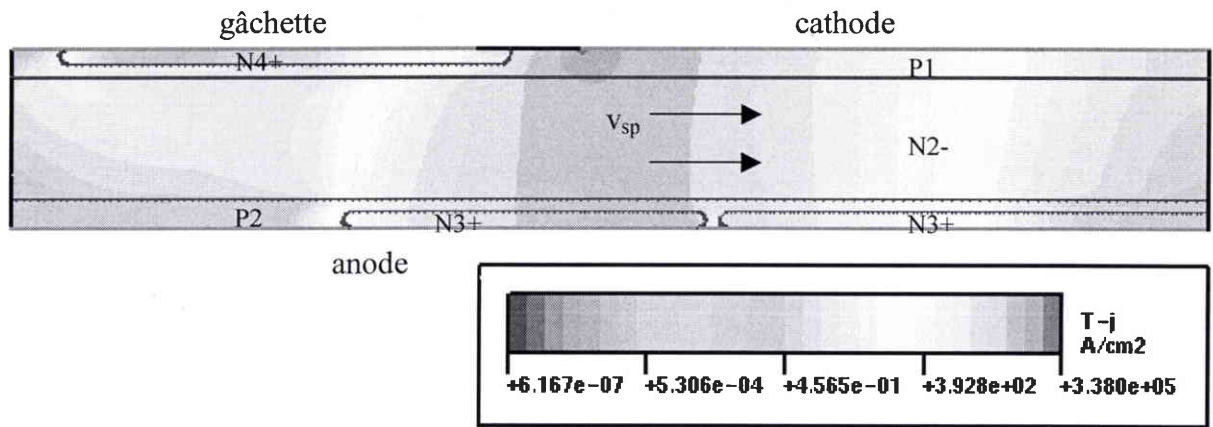 gâchette cathode
N4+ P1
vsp N2-
P2 N3+ N3+
anode
T-j
A/cm2
+6.167e-07 +5.306e-04 +4.565e-01 +3.928e+02 +3.380e+05